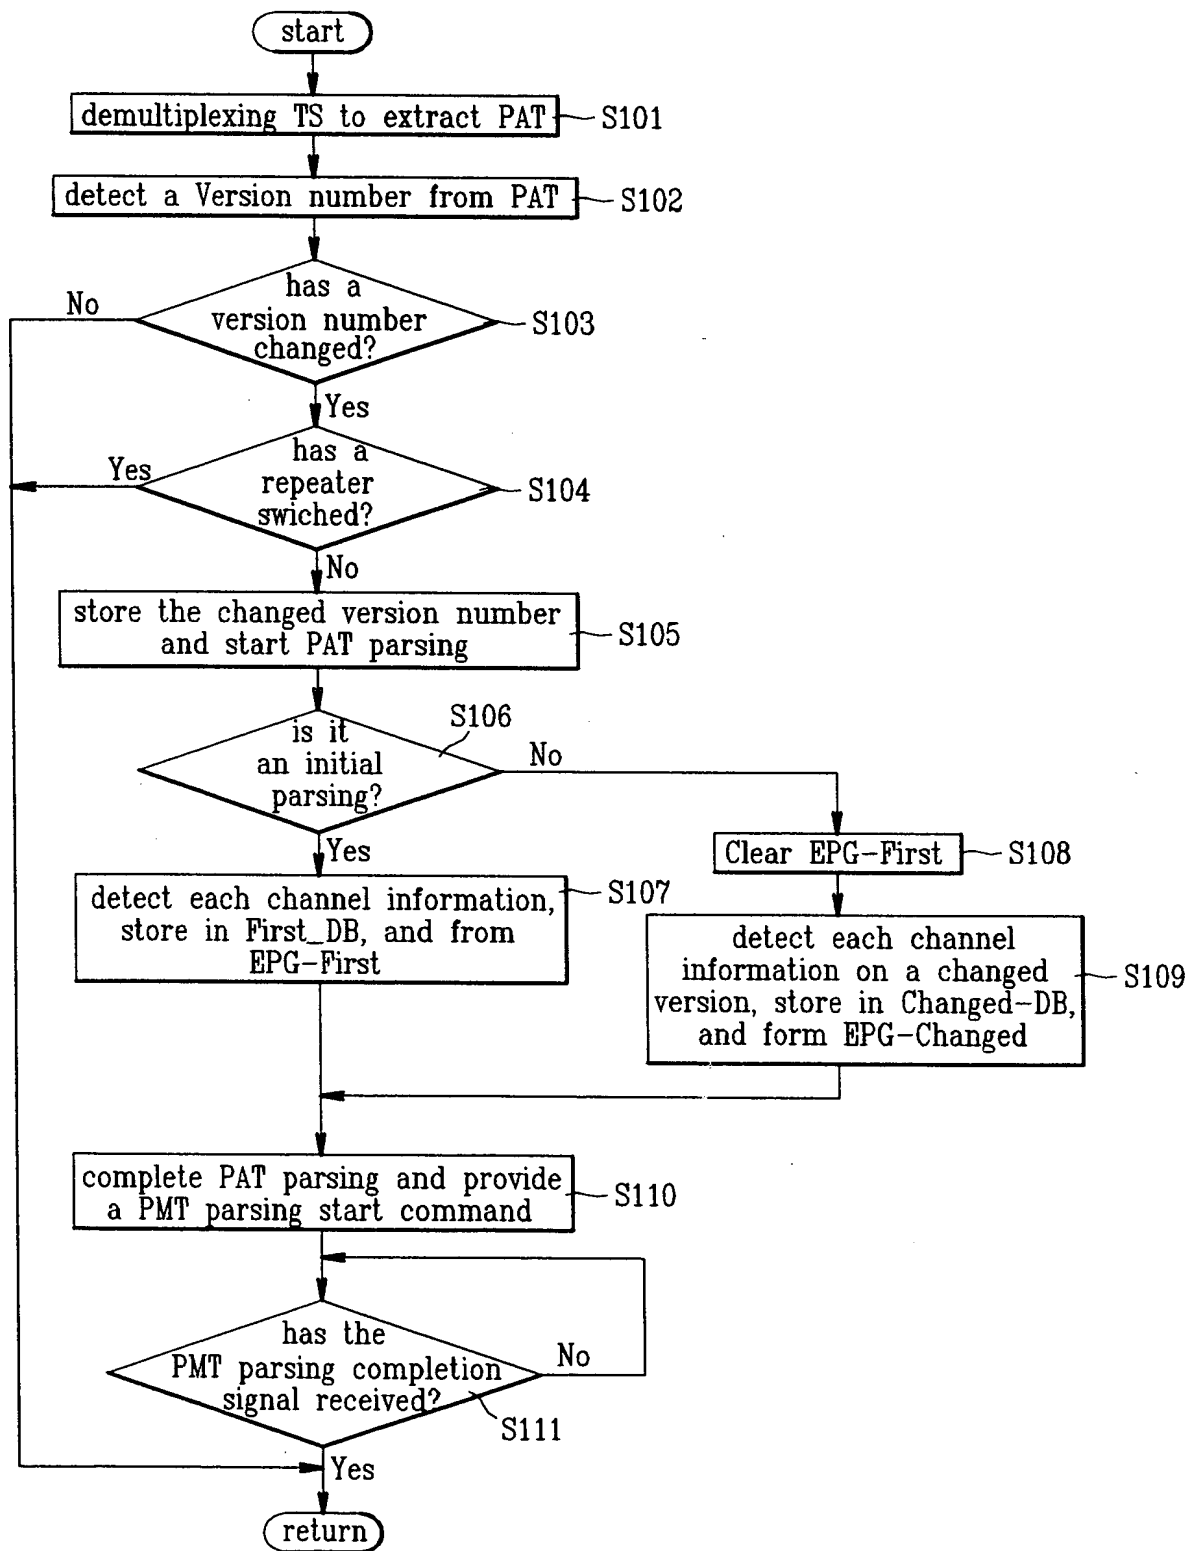 start
demultiplexing TS to extract PAT
S101
detect a Version number from PAT
S102
has a
version number
changed?
S103
No
Yes
has a
repeater
swiched?
S104
Yes
No
store the changed version number
and start PAT parsing
S105
is it
an initial
parsing?
S106
No
Yes
Clear EPG-First
S108
detect each channel information,
store in First_DB, and from
EPG-First
S107
detect each channel
information on a changed
version, store in Changed-DB,
and form EPG-Changed
S109
complete PAT parsing and provide
a PMT parsing start command
S110
has the
PMT parsing completion
signal received?
S111
No
Yes
return